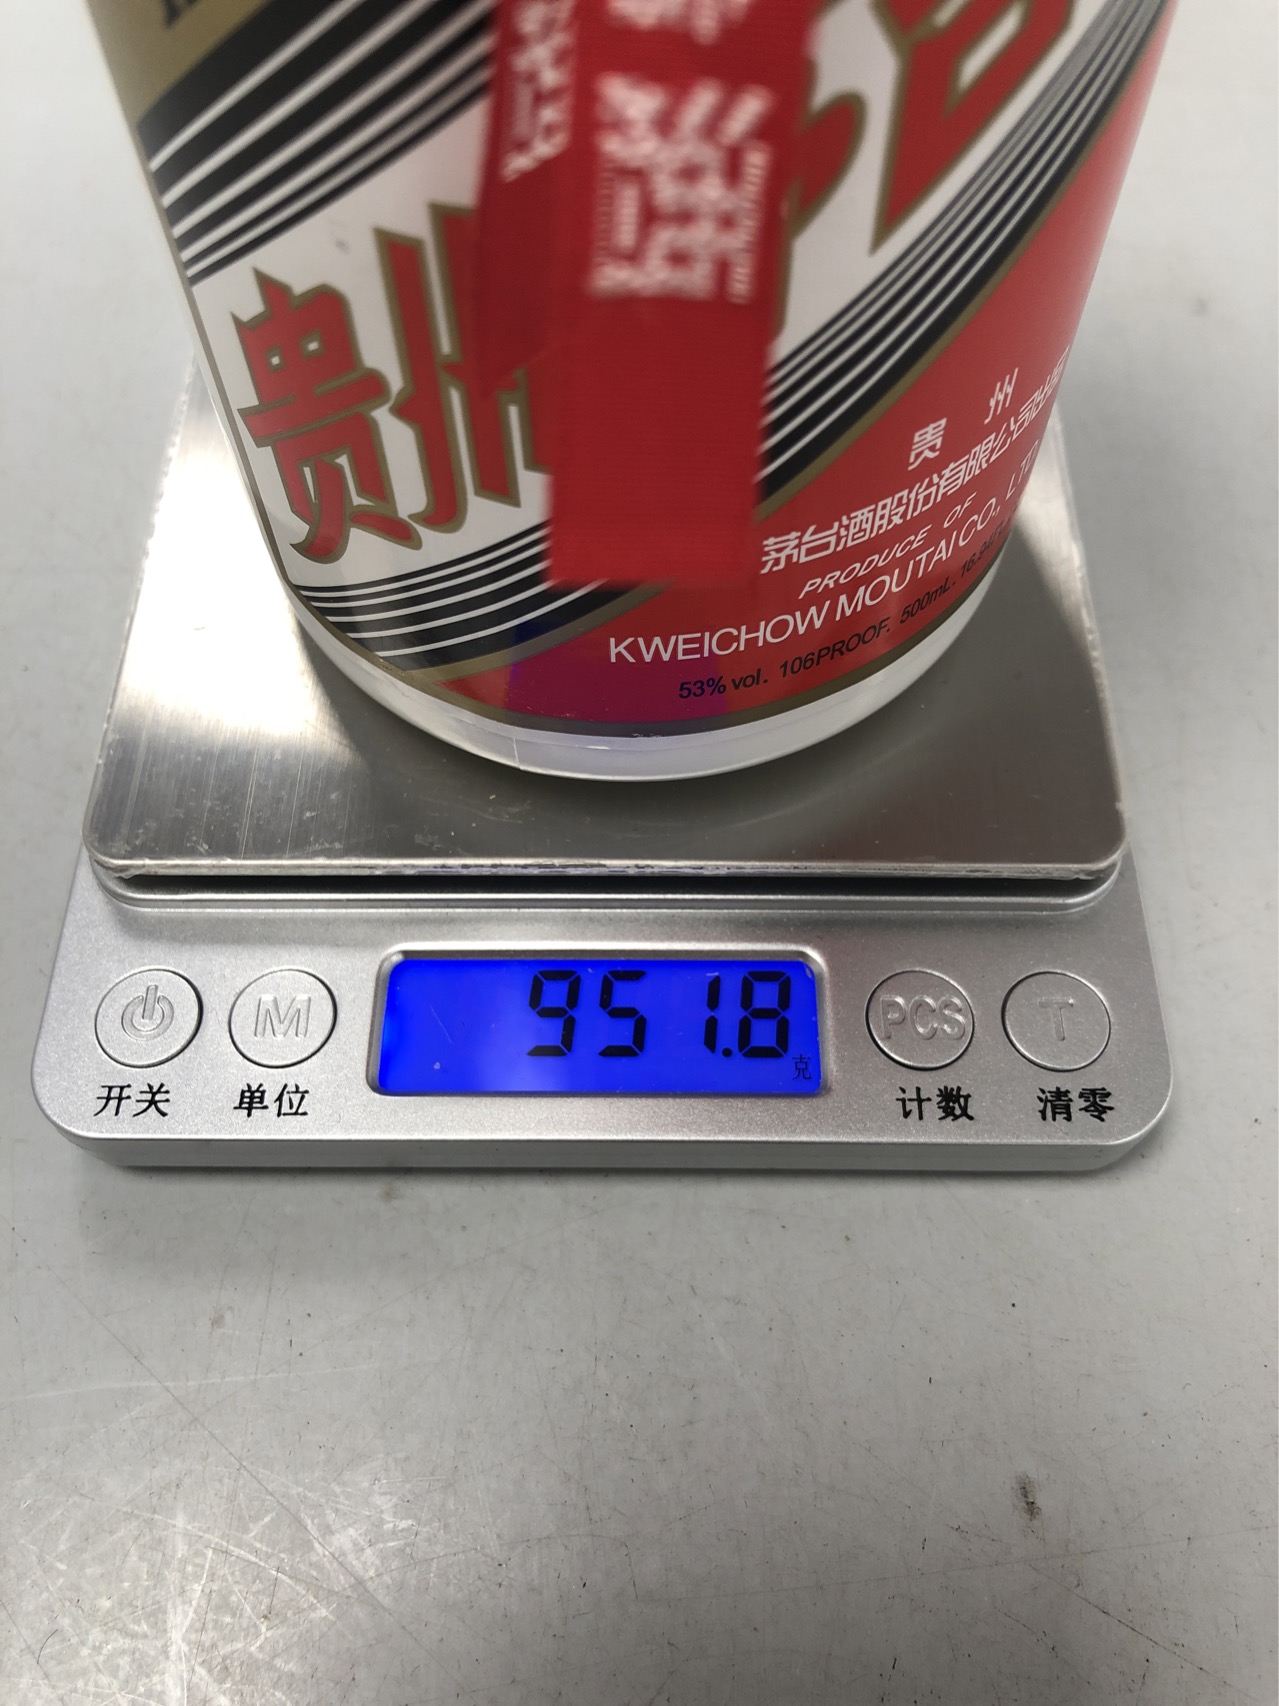 贵州
贵 州
茅台酒股份有限公司出品
PRODUCE OF
KWEICHOW MOUTAI CO., LTD
53% vol. 106PROOF. 500mL.
951.8
克
M
PCS
T
开关
单位
计数
清零